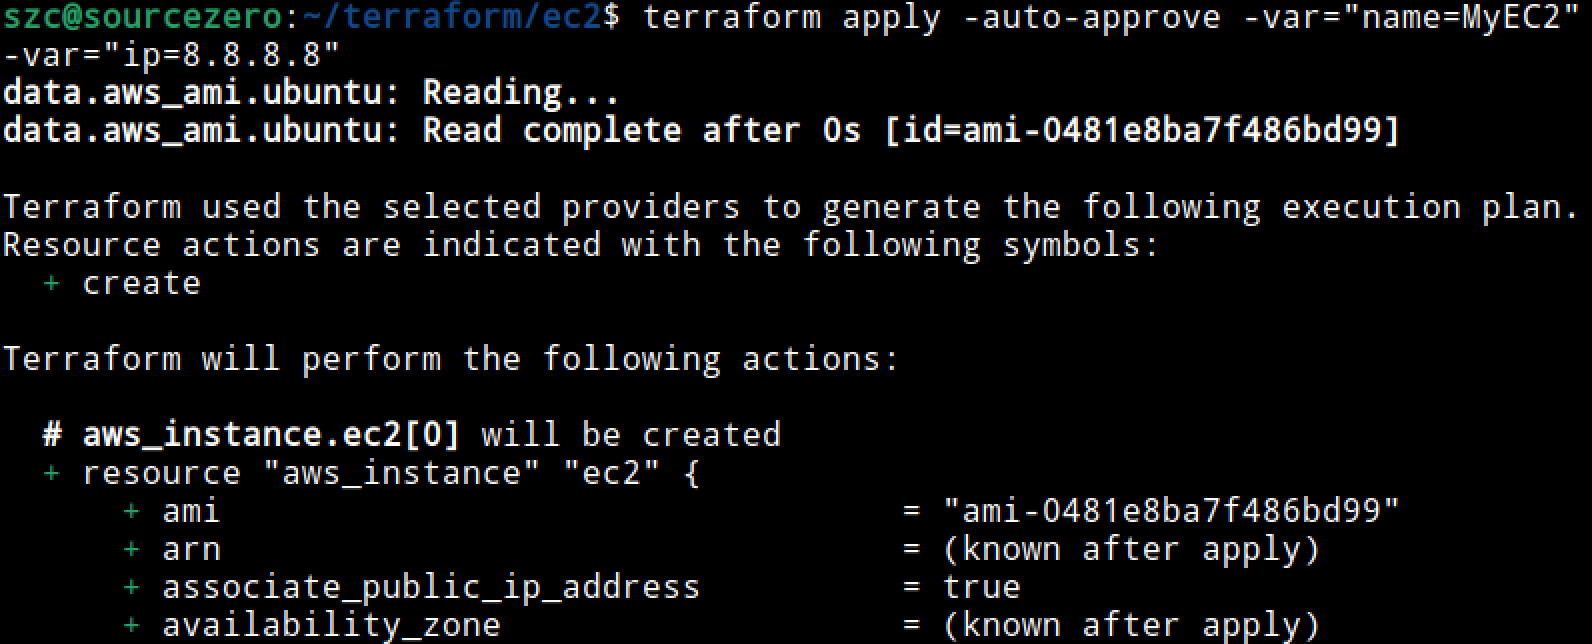 szc@sourcezero:~/terraform/ec2$ terraform apply -auto-approve -var="name=MyEC2"
-var="ip=8.8.8.8"
data.aws_ami.ubuntu: Reading...
data.aws_ami.ubuntu: Read complete after 0s [id=ami-0481e8ba7f486bd99]

Terraform used the selected providers to generate the following execution plan.
Resource actions are indicated with the following symbols:
  + create

Terraform will perform the following actions:

  # aws_instance.ec2[0] will be created
  + resource "aws_instance" "ec2" {
      + ami                                  = "ami-0481e8ba7f486bd99"
      + arn                                  = (known after apply)
      + associate_public_ip_address          = true
      + availability_zone                    = (known after apply)